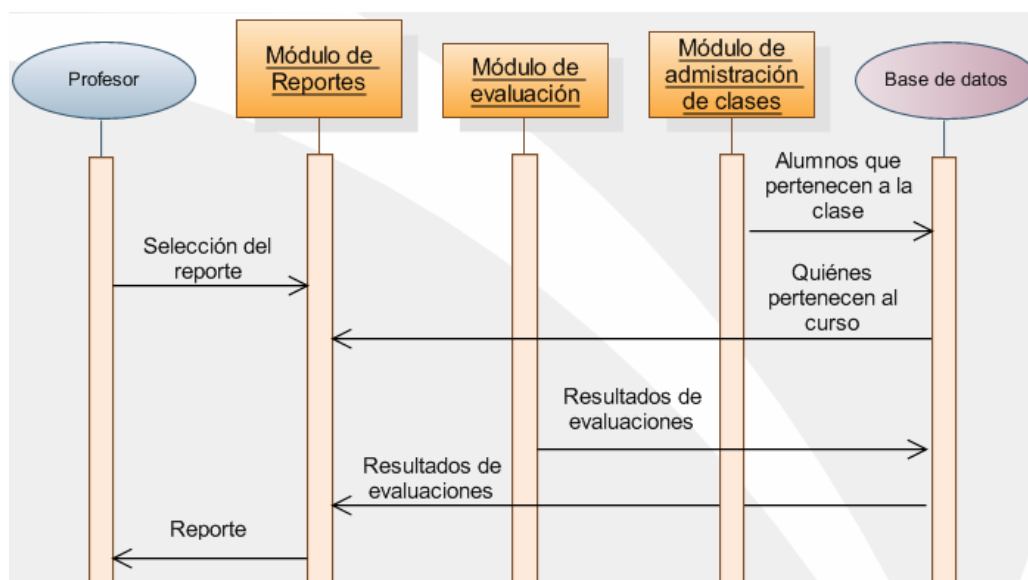 Profesor
Módulo de
Reportes
Módulo de
evaluación
Módulo de
admistración
de clases
Base de datos
Alumnos que
pertenecen a la
clase
Selección del
reporte
Quiénes
pertenecen al
curso
Resultados de
evaluaciones
Resultados de
evaluaciones
Reporte